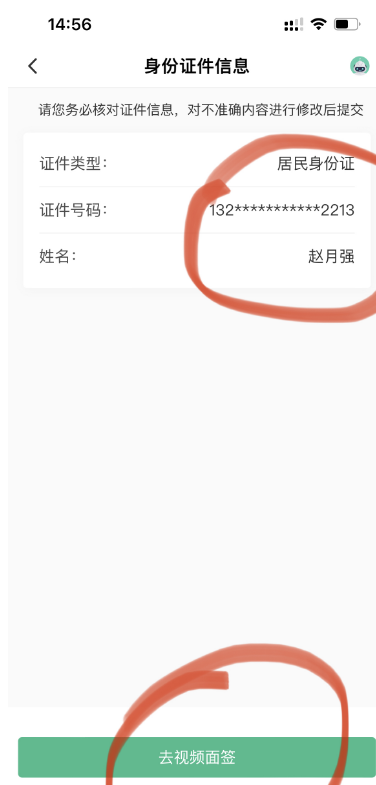 14:56
身份证件信息
请您务必核对证件信息，对不准确内容进行修改后提交
证件类型： 居民身份证
证件号码： 132***********2213
姓名： 赵月强
去视频面签